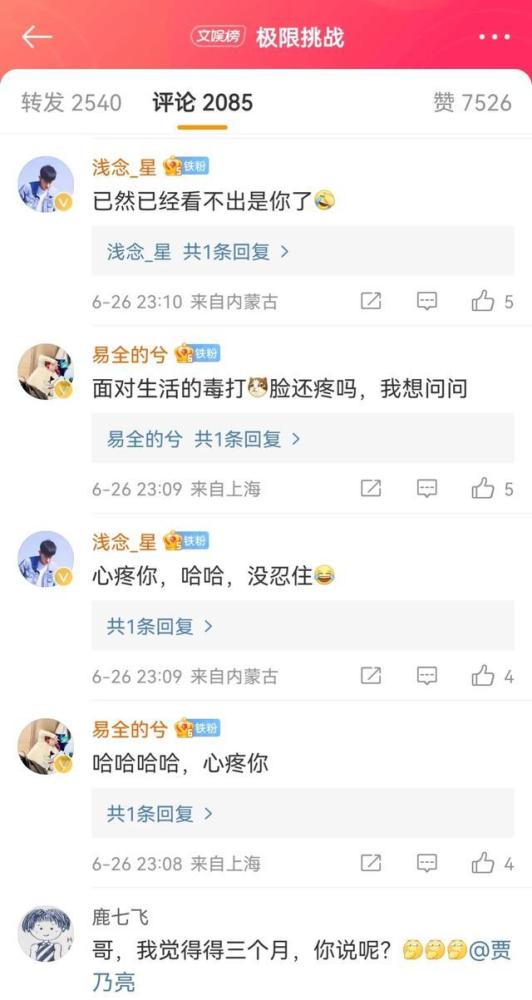 文娱榜 极限挑战
转发 2540 评论 2085 赞 7526
浅念_星 铁粉
已然已经看不出是你了
浅念_星 共1条回复
6-26 23:10 来自内蒙古 5
易全的兮 铁粉
面对生活的毒打脸还疼吗，我想问问
易全的兮 共1条回复
6-26 23:09 来自上海 5
浅念_星 铁粉
心疼你，哈哈，没忍住
共1条回复
6-26 23:09 来自内蒙古 4
易全的兮 铁粉
哈哈哈哈，心疼你
共1条回复
6-26 23:08 来自上海 4
鹿七飞
哥，我觉得得三个月，你说呢？@贾
乃亮